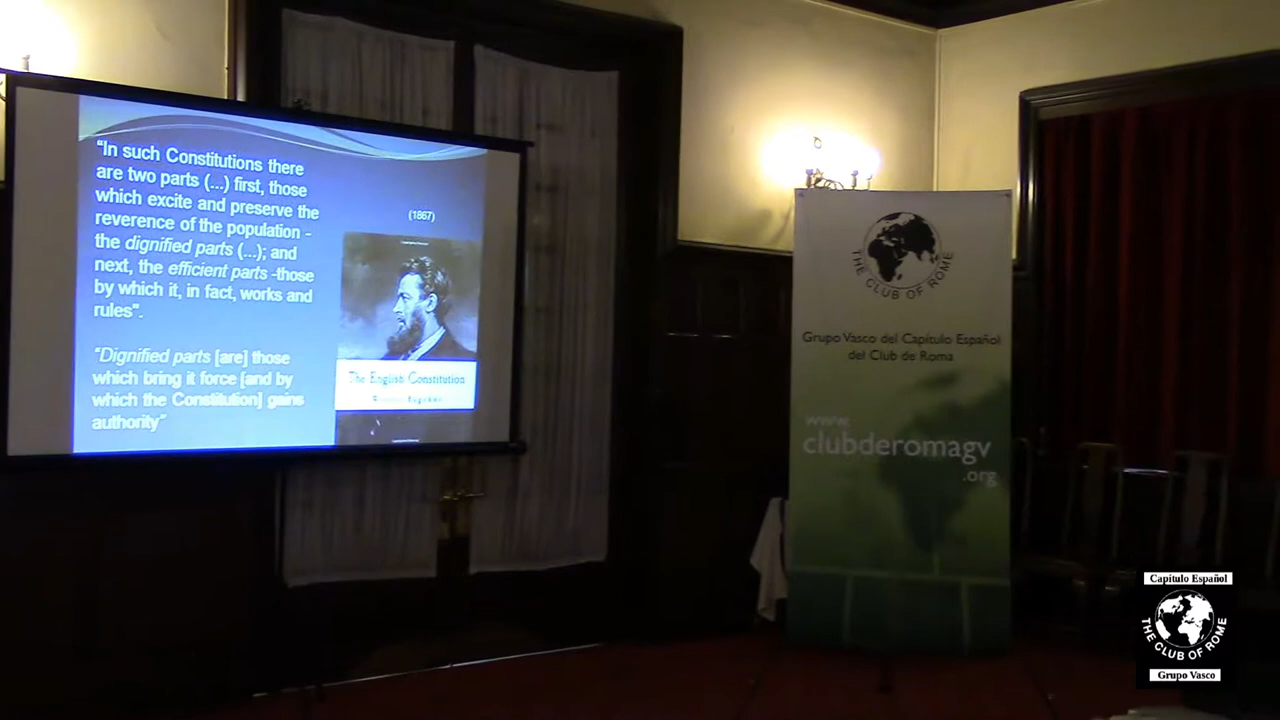 “In such Constitutions there
are two parts (...) first, those
which excite and preserve the
reverence of the population -
the dignified parts (...); and
next, the efficient parts -those
by which it, in fact, works and
rules".
“Dignified parts [are] those
which bring it force [and by
which the Constitution] gains
authority”
(1867)
The English Constitution
THE CLUB OF ROME
Grupo Vasco del Capítulo Español
del Club de Roma
www.
clubderomagv
.org
Capítulo Español
THE CLUB OF ROME
Grupo Vasco